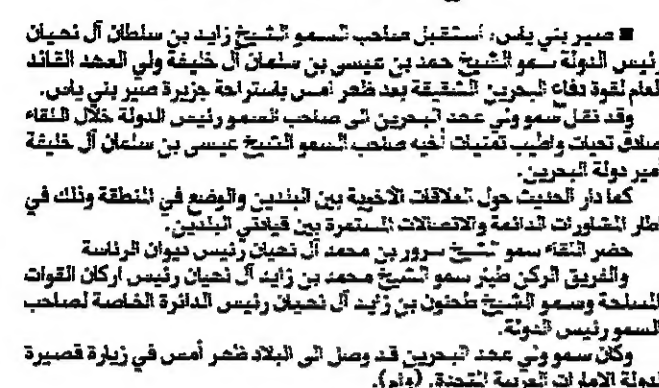 ■ صير بني ياس: استقبل صاحب السمو الشيخ زايد بن سلطان آل نهيان
رئيس الدولة سمو الشيخ حمد بن عيسى بن سلمان آل خليفة ولي العهد القائد
العام لقوة دفاع البحرين الشقيقة بعد ظهر أمس باستراحة جزيرة صير بني ياس.
وقد نقل سمو ولي عهد البحرين الى صاحب السمو رئيس الدولة خلال اللقاء
صادق تحيات واطيب تمنيات أخيه صاحب السمو الشيخ عيسى بن سلمان آل خليفة
أمير دولة البحرين.
كما دار الحديث حول العلاقات الاخوية بين البلدين والوضع في المنطقة وذلك في
إطار المشاورات الدائمة والاتصالات المستمرة بين قيادتي البلدين.
حضر اللقاء سمو الشيخ سرور بن محمد آل نهيان رئيس ديوان الرئاسة
والفريق الركن طيار سمو الشيخ محمد بن زايد آل نهيان رئيس اركان القوات
المسلحة وسمو الشيخ طحنون بن زايد آل نهيان رئيس الدائرة الخاصة لصاحب
السمو رئيس الدولة.
وكان سمو ولي عهد البحرين قد وصل الى البلاد ظهر أمس في زيارة قصيرة
لدولة الامارات العربية المتحدة. (وام).